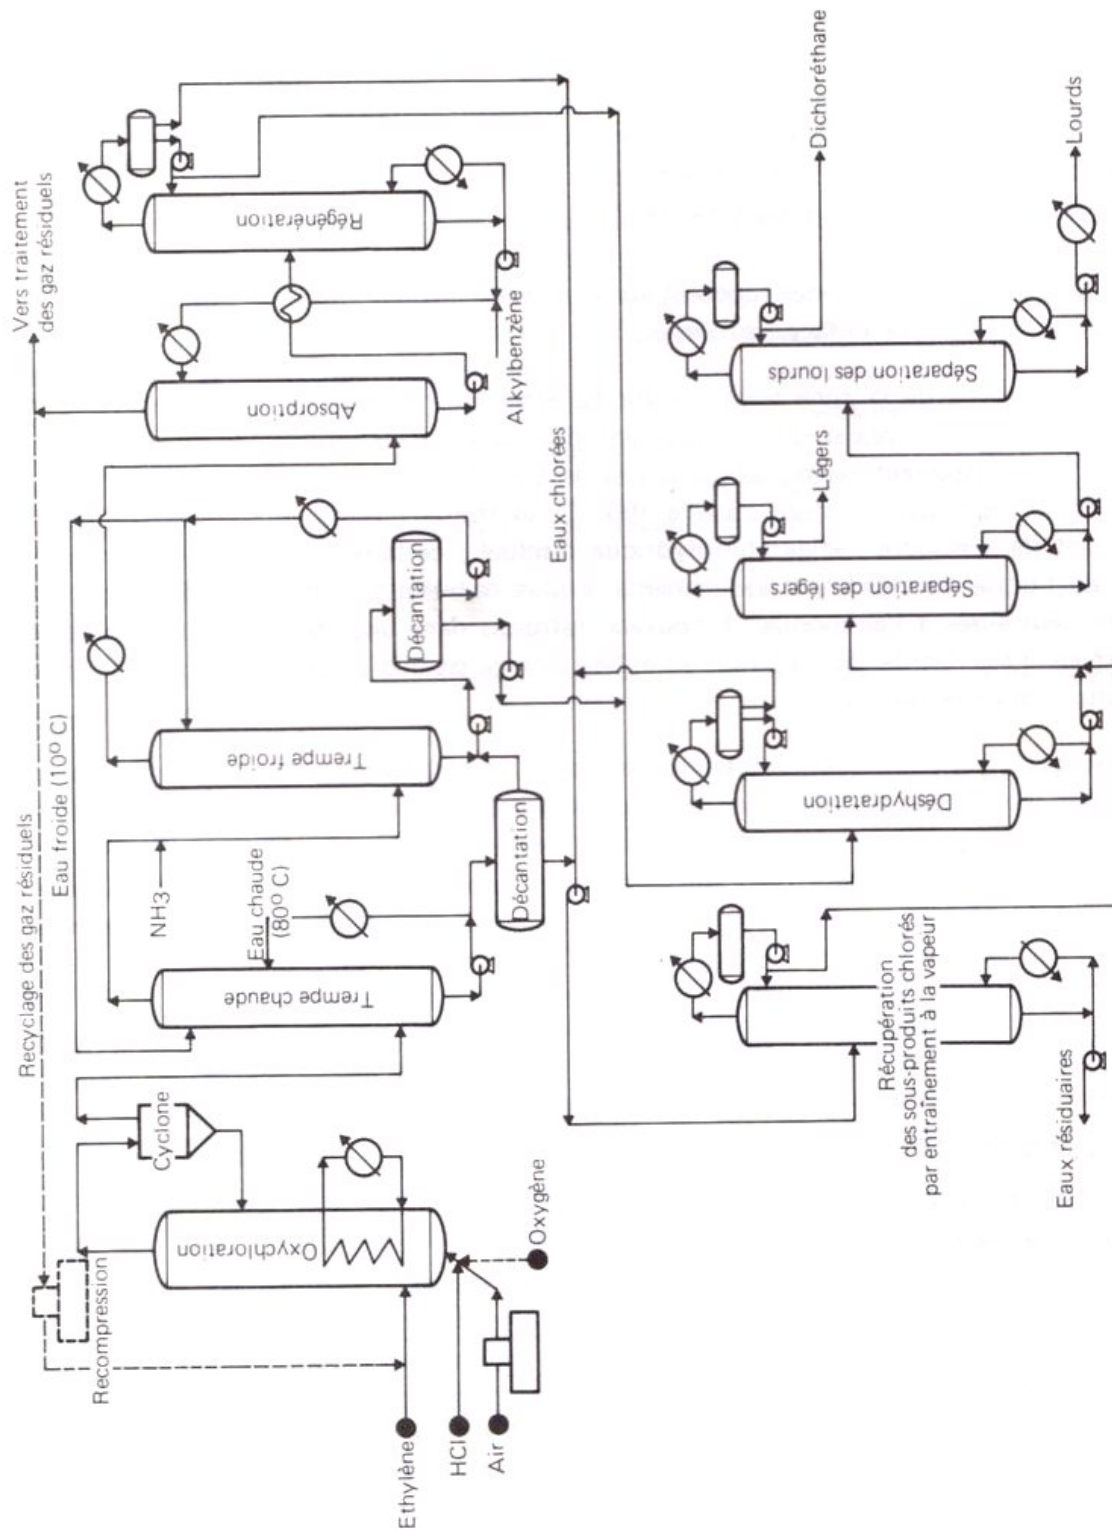 Vers traitement
des gaz résiduels
Recyclage des gaz résiduels
Recompression
Eau froide (10º C)
Cyclone
NH3
Eau chaude
(80º C)
Oxychloration
Trempe chaude
Trempe froide
Absorption
Régénération
Décantation
Décantation
Alkylbenzène
Ethylène
HCl
Air
Oxygène
Eaux chlorées
Récupération
des sous-produits chlorés
par entraînement à la vapeur
Déshydratation
Séparation des légers
Séparation des lourds
Légers
Dichloréthane
Lourds
Eaux résiduaires